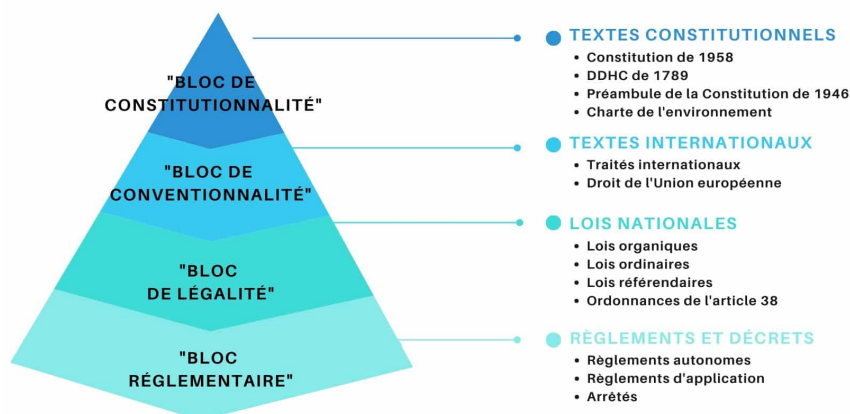 "BLOC DE
CONSTITUTIONNALITÉ"
TEXTES CONSTITUTIONNELS
• Constitution de 1958
• DDHC de 1789
• Préambule de la Constitution de 1946
• Charte de l'environnement
"BLOC DE
CONVENTIONNALITÉ"
TEXTES INTERNATIONAUX
• Traités internationaux
• Droit de l'Union européenne
"BLOC
DE LÉGALITÉ"
LOIS NATIONALES
• Lois organiques
• Lois ordinaires
• Lois référendaires
• Ordonnances de l'article 38
"BLOC
RÉGLEMENTAIRE"
RÈGLEMENTS ET DÉCRETS
• Règlements autonomes
• Règlements d'application
• Arrêtés